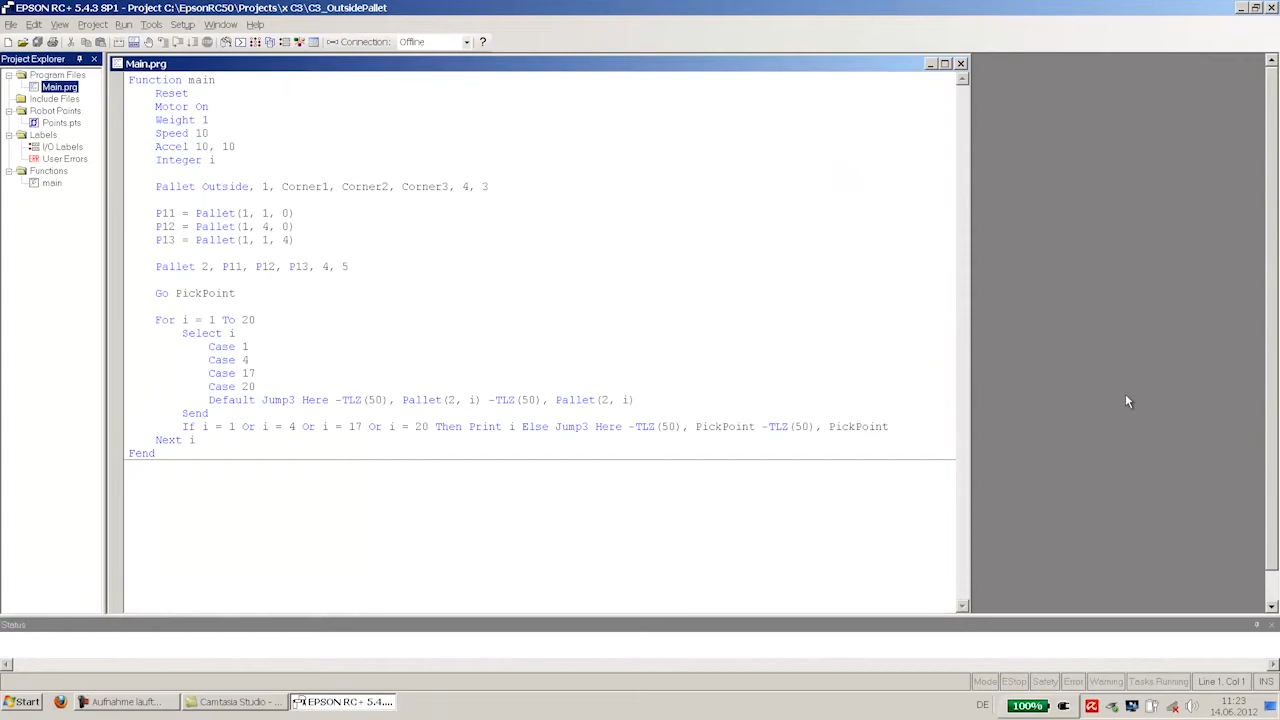 EPSON RC+ 5.4.3 SP1 - Project C:\EpsonRC50\Projects\x C3\C3_OutsidePallet
File Edit View Project Run Tools Setup Window Help
Connection: Offline
Project Explorer
Program Files
Main.prg
Include Files
Robot Points
Points.pts
Labels
I/O Labels
User Errors
Functions
main
Main.prg
Function main
Reset
Motor On
Weight 1
Speed 10
Accel 10, 10
Integer i
Pallet Outside, 1, Corner1, Corner2, Corner3, 4, 3
P11 = Pallet(1, 1, 0)
P12 = Pallet(1, 4, 0)
P13 = Pallet(1, 1, 4)
Pallet 2, P11, P12, P13, 4, 5
Go PickPoint
For i = 1 To 20
Select i
Case 1
Case 4
Case 17
Case 20
Default Jump3 Here -TLZ(50), Pallet(2, i) -TLZ(50), Pallet(2, i)
Send
If i = 1 Or i = 4 Or i = 17 Or i = 20 Then Print i Else Jump3 Here -TLZ(50), PickPoint -TLZ(50), PickPoint
Next i
Fend
Status
Mode EStop Safety Error Warning Tasks Running Line 1, Col 1 INS
Start Aufnahme läuft... Camtasia Studio - ... EPSON RC+ 5.4.... DE 100% 11:23
14.06.2012